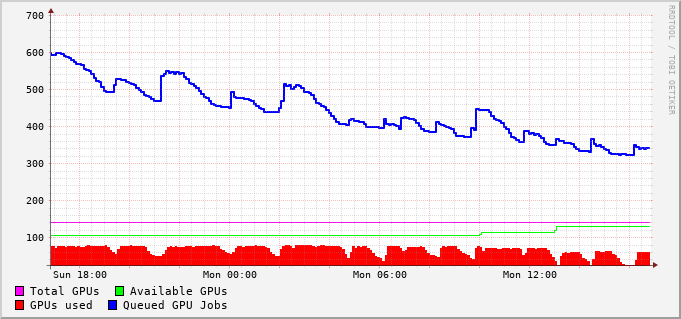 700
600
500
400
300
200
100
Sun 18:00 Mon 00:00 Mon 06:00 Mon 12:00
Total GPUs Available GPUs
GPUs used Queued GPU Jobs
RRDTOOL / TOBI OETIKER